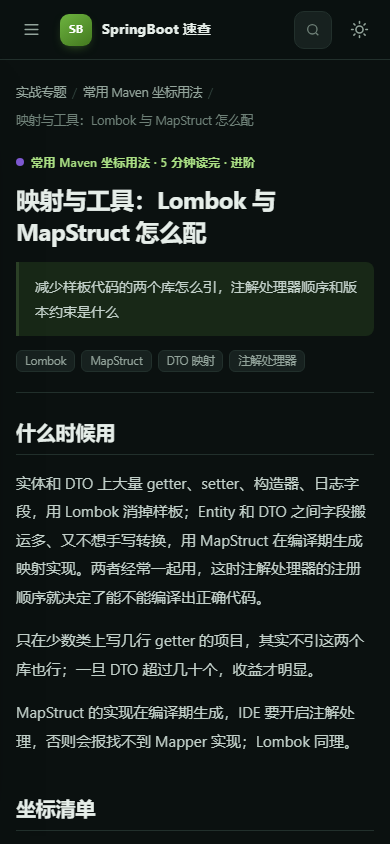 SB SpringBoot 速查
实战专题 / 常用 Maven 坐标用法 /
映射与工具：Lombok 与 MapStruct 怎么配
常用 Maven 坐标用法 · 5 分钟读完 · 进阶
映射与工具：Lombok 与
MapStruct 怎么配
减少样板代码的两个库怎么引，注解处理器顺序和版
本约束是什么
Lombok MapStruct DTO 映射 注解处理器
什么时候用
实体和 DTO 上大量 getter、setter、构造器、日志字
段，用 Lombok 消掉样板；Entity 和 DTO 之间字段搬
运多、又不想手写转换，用 MapStruct 在编译期生成
映射实现。两者经常一起用，这时注解处理器的注册
顺序就决定了能不能编译出正确代码。
只在少数类上写几行 getter 的项目，其实不引这两个
库也行；一旦 DTO 超过几十个，收益才明显。
MapStruct 的实现在编译期生成，IDE 要开启注解处
理，否则会报找不到 Mapper 实现；Lombok 同理。
坐标清单